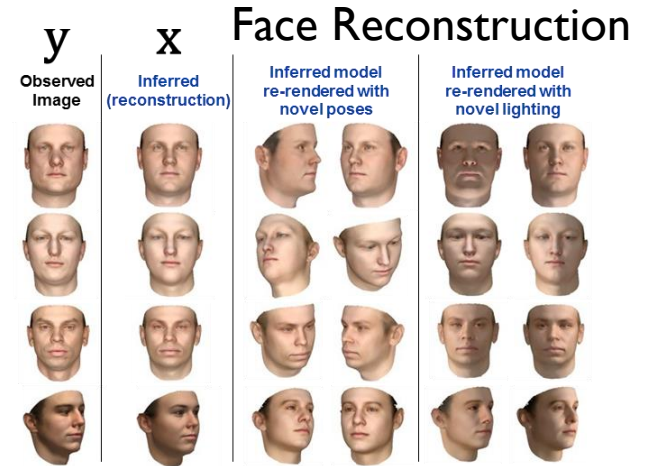 Face Reconstruction
y
x
Observed
Image
Inferred
(reconstruction)
Inferred model
re-rendered with
novel poses
Inferred model
re-rendered with
novel lighting